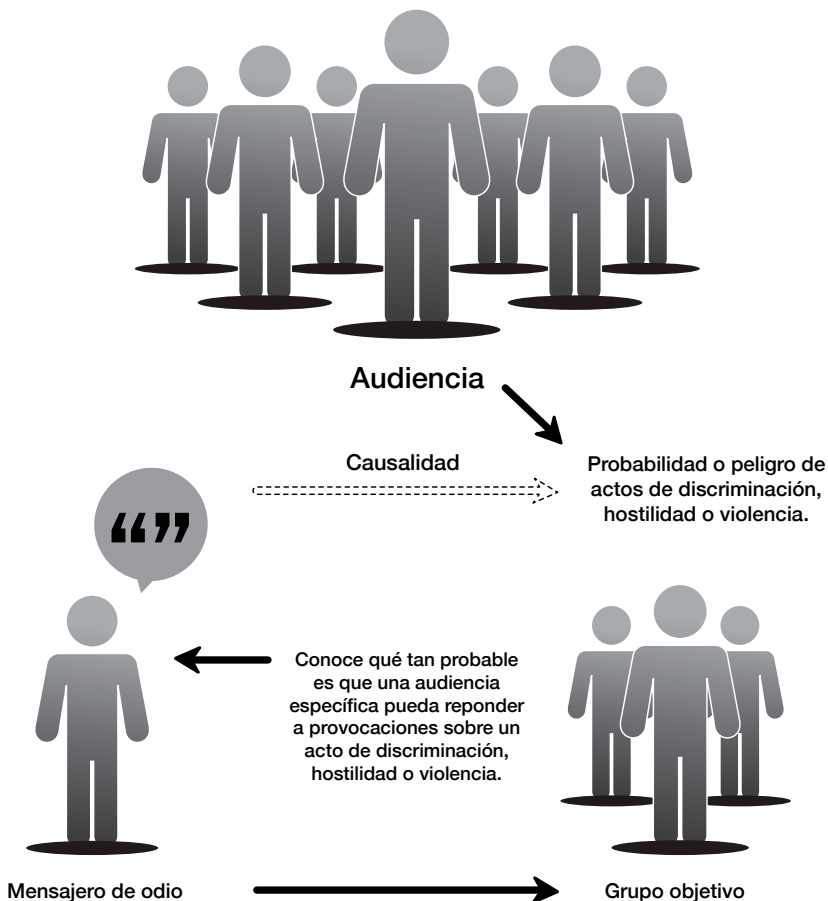 Audiencia
Causalidad
Probabilidad o peligro de
actos de discriminación,
hostilidad o violencia.
“”
Conoce qué tan probable
es que una audiencia
específica pueda reponder
a provocaciones sobre un
acto de discriminación,
hostilidad o violencia.
Mensajero de odio
Grupo objetivo